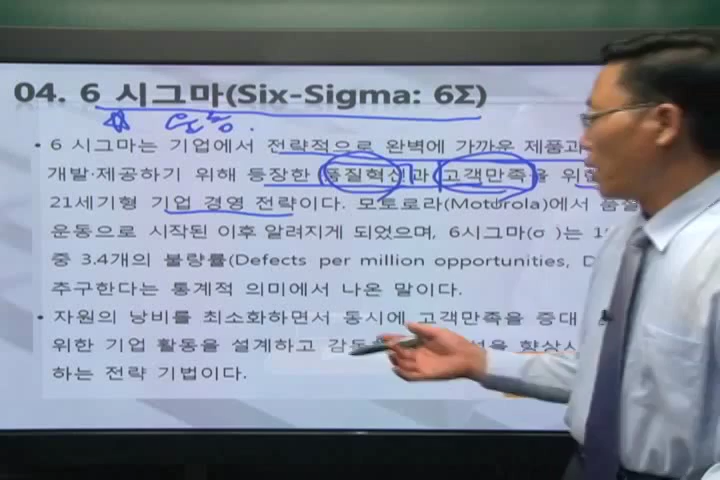 04. 6 시그마(Six-Sigma: 6Σ)
• 6 시그마는 기업에서 전략적으로 완벽에 가까운 제품과
개발·제공하기 위해 등장한 품질혁신과 고객만족을 위한
21세기형 기업 경영 전략이다. 모토로라(Motorola)에서 품질
운동으로 시작된 이후 알려지게 되었으며, 6시그마(σ )는
중 3.4개의 불량률(Defects per million opportunities,
추구한다는 통계적 의미에서 나온 말이다.
• 자원의 낭비를 최소화하면서 동시에 고객만족을 증대
위한 기업 활동을 설계하고
하는 전략 기법이다.